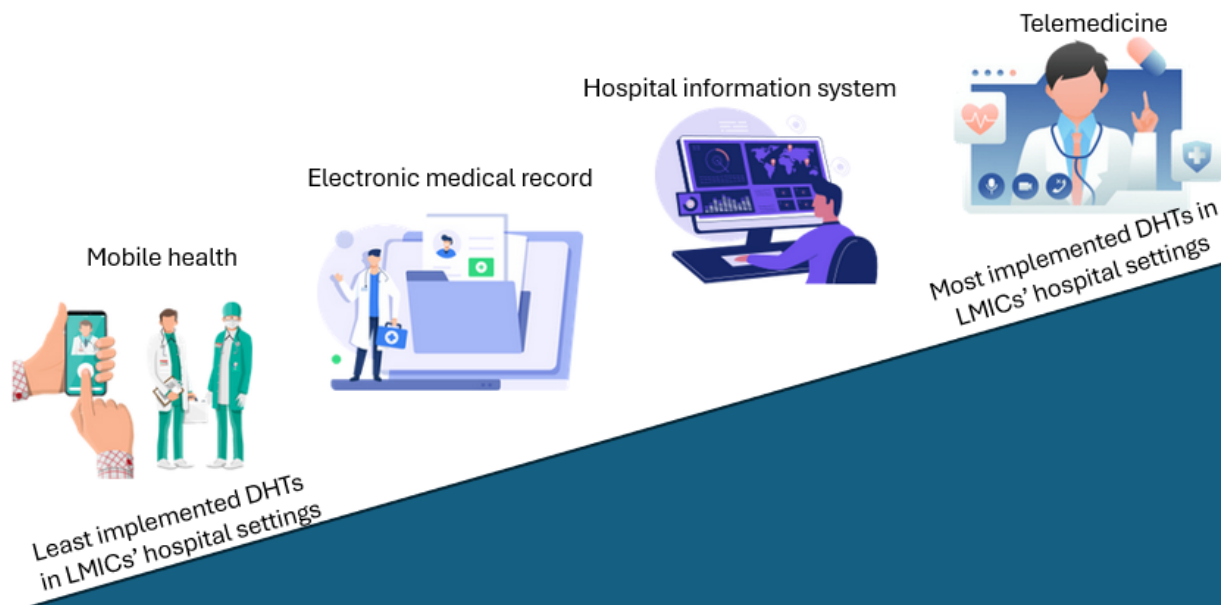 Telemedicine
Hospital information system
Electronic medical record
Mobile health
Most implemented DHTs in
LMICs’ hospital settings
Least implemented DHTs
in LMICs’ hospital settings